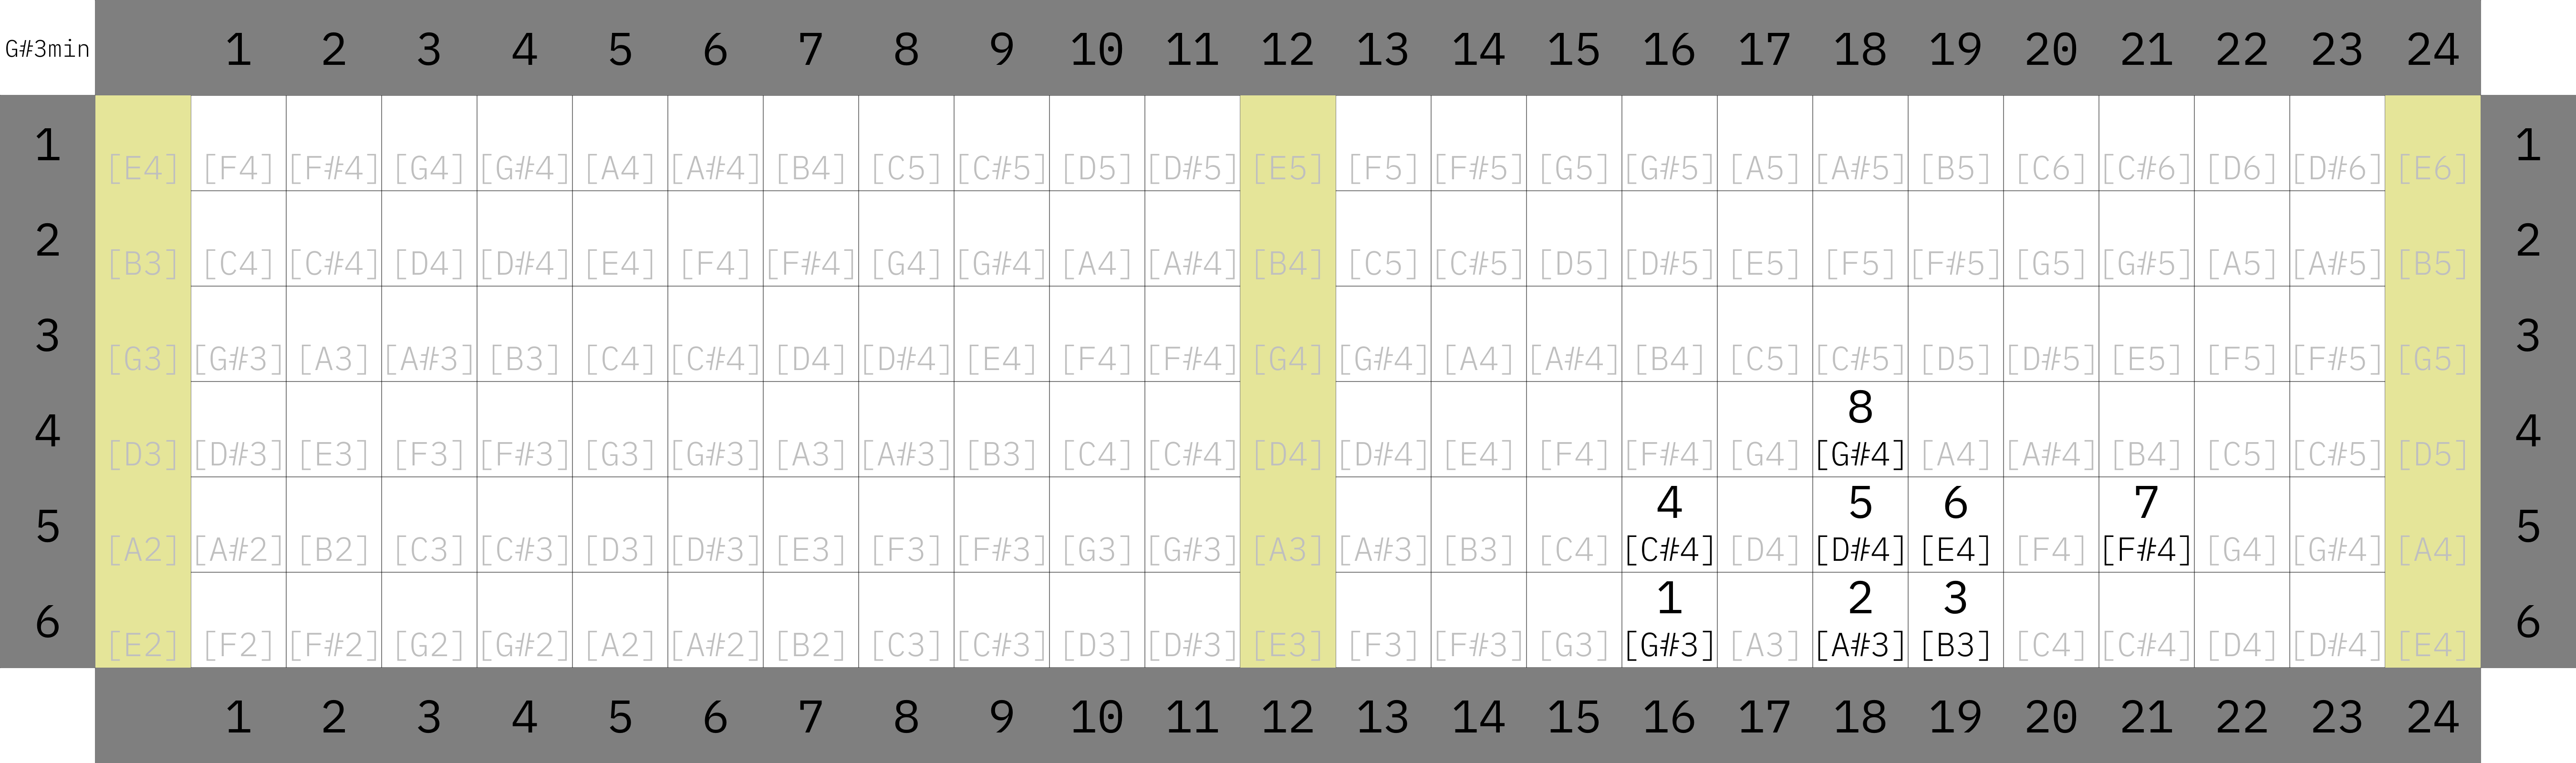 G#3min 1 2 3 4 5 6 7 8 9 10 11 12 13 14 15 16 17 18 19 20 21 22 23 24
1 [E4] [F4] [F#4] [G4] [G#4] [A4] [A#4] [B4] [C5] [C#5] [D5] [D#5] [E5] [F5] [F#5] [G5] [G#5] [A5] [A#5] [B5] [C6] [C#6] [D6] [D#6] [E6] 1
2 [B3] [C4] [C#4] [D4] [D#4] [E4] [F4] [F#4] [G4] [G#4] [A4] [A#4] [B4] [C5] [C#5] [D5] [D#5] [E5] [F5] [F#5] [G5] [G#5] [A5] [A#5] [B5] 2
3 [G3] [G#3] [A3] [A#3] [B3] [C4] [C#4] [D4] [D#4] [E4] [F4] [F#4] [G4] [G#4] [A4] [A#4] [B4] [C5] [C#5] [D5] [D#5] [E5] [F5] [F#5] [G5] 3
8
4 [D3] [D#3] [E3] [F3] [F#3] [G3] [G#3] [A3] [A#3] [B3] [C4] [C#4] [D4] [D#4] [E4] [F4] [F#4] [G4] [G#4] [A4] [A#4] [B4] [C5] [C#5] [D5] 4
4 5 6 7
5 [A2] [A#2] [B2] [C3] [C#3] [D3] [D#3] [E3] [F3] [F#3] [G3] [G#3] [A3] [A#3] [B3] [C4] [C#4] [D4] [D#4] [E4] [F4] [F#4] [G4] [G#4] [A4] 5
1 2 3
6 [E2] [F2] [F#2] [G2] [G#2] [A2] [A#2] [B2] [C3] [C#3] [D3] [D#3] [E3] [F3] [F#3] [G3] [G#3] [A3] [A#3] [B3] [C4] [C#4] [D4] [D#4] [E4] 6
1 2 3 4 5 6 7 8 9 10 11 12 13 14 15 16 17 18 19 20 21 22 23 24